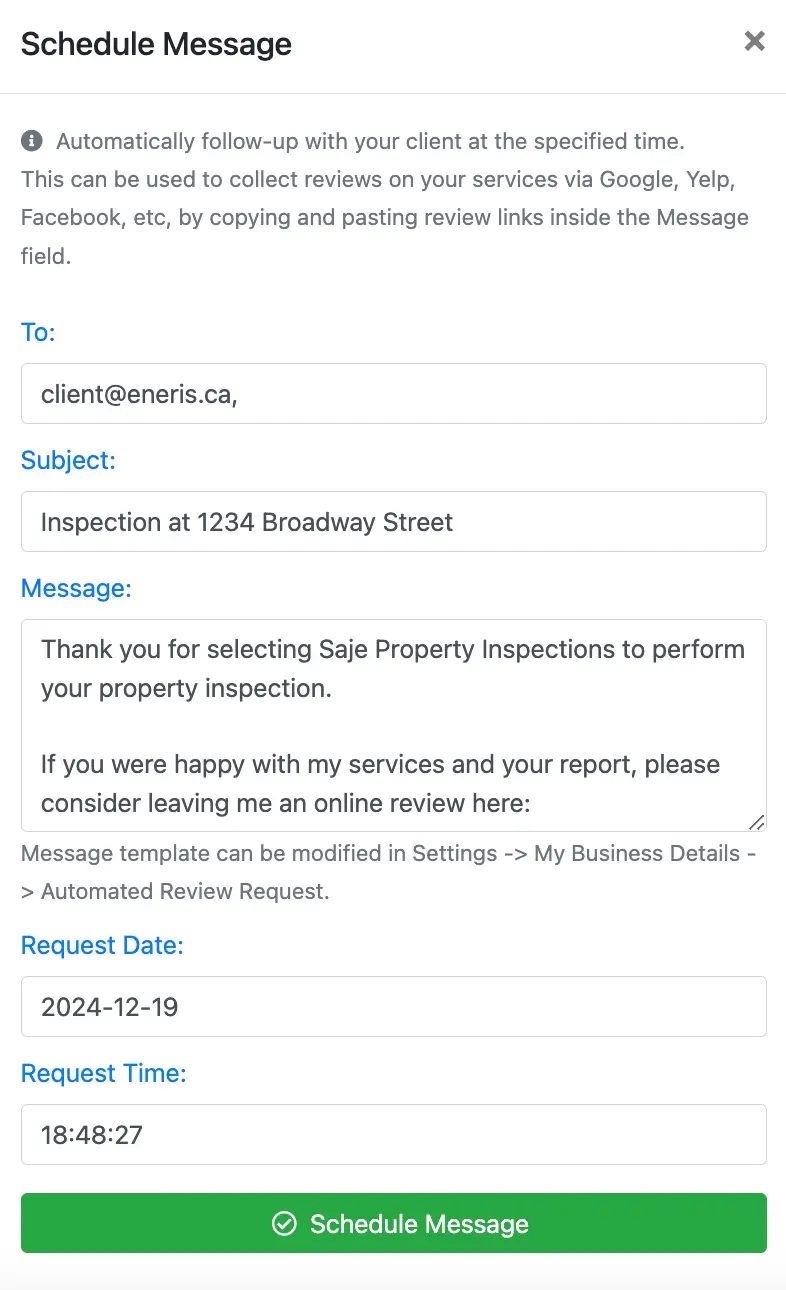 Schedule Message
Automatically follow-up with your client at the specified time.
This can be used to collect reviews on your services via Google, Yelp,
Facebook, etc, by copying and pasting review links inside the Message
field.
To:
client@eneris.ca,
Subject:
Inspection at 1234 Broadway Street
Message:
Thank you for selecting Saje Property Inspections to perform
your property inspection.
If you were happy with my services and your report, please
consider leaving me an online review here:
Message template can be modified in Settings -> My Business Details -
> Automated Review Request.
Request Date:
2024-12-19
Request Time:
18:48:27
Schedule Message